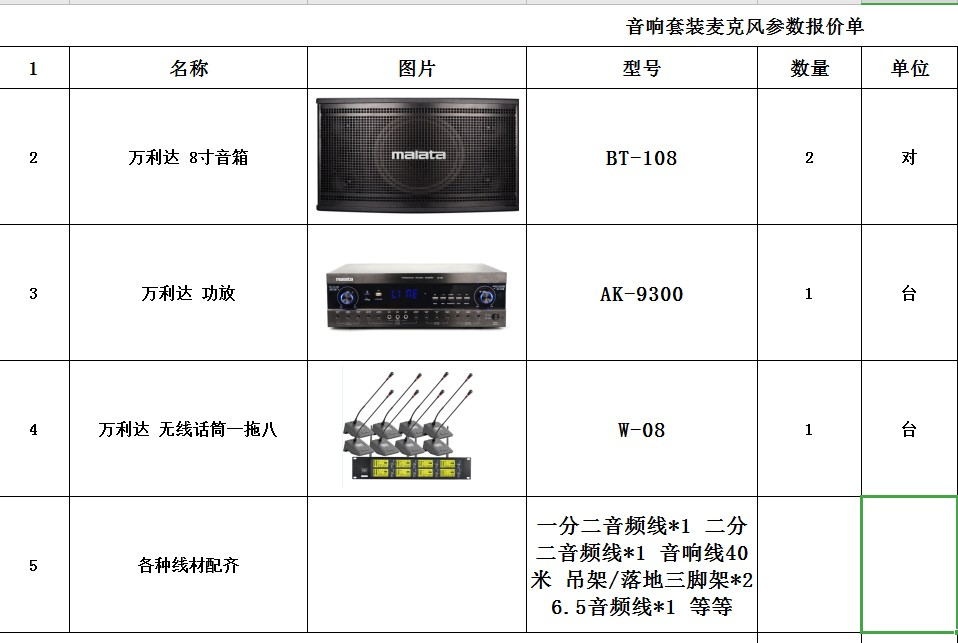 音响套装麦克风参数报价单
1 名称 图片 型号 数量 单位
2 万利达 8寸音箱 malata BT-108 2 对
3 万利达 功放 malata LINE AK-9300 1 台
4 万利达 无线话筒一拖八 W-08 1 台
5 各种线材配齐
一分二音频线*1 二分
二音频线*1 音响线40
米 吊架/落地三脚架*2
6.5音频线*1 等等